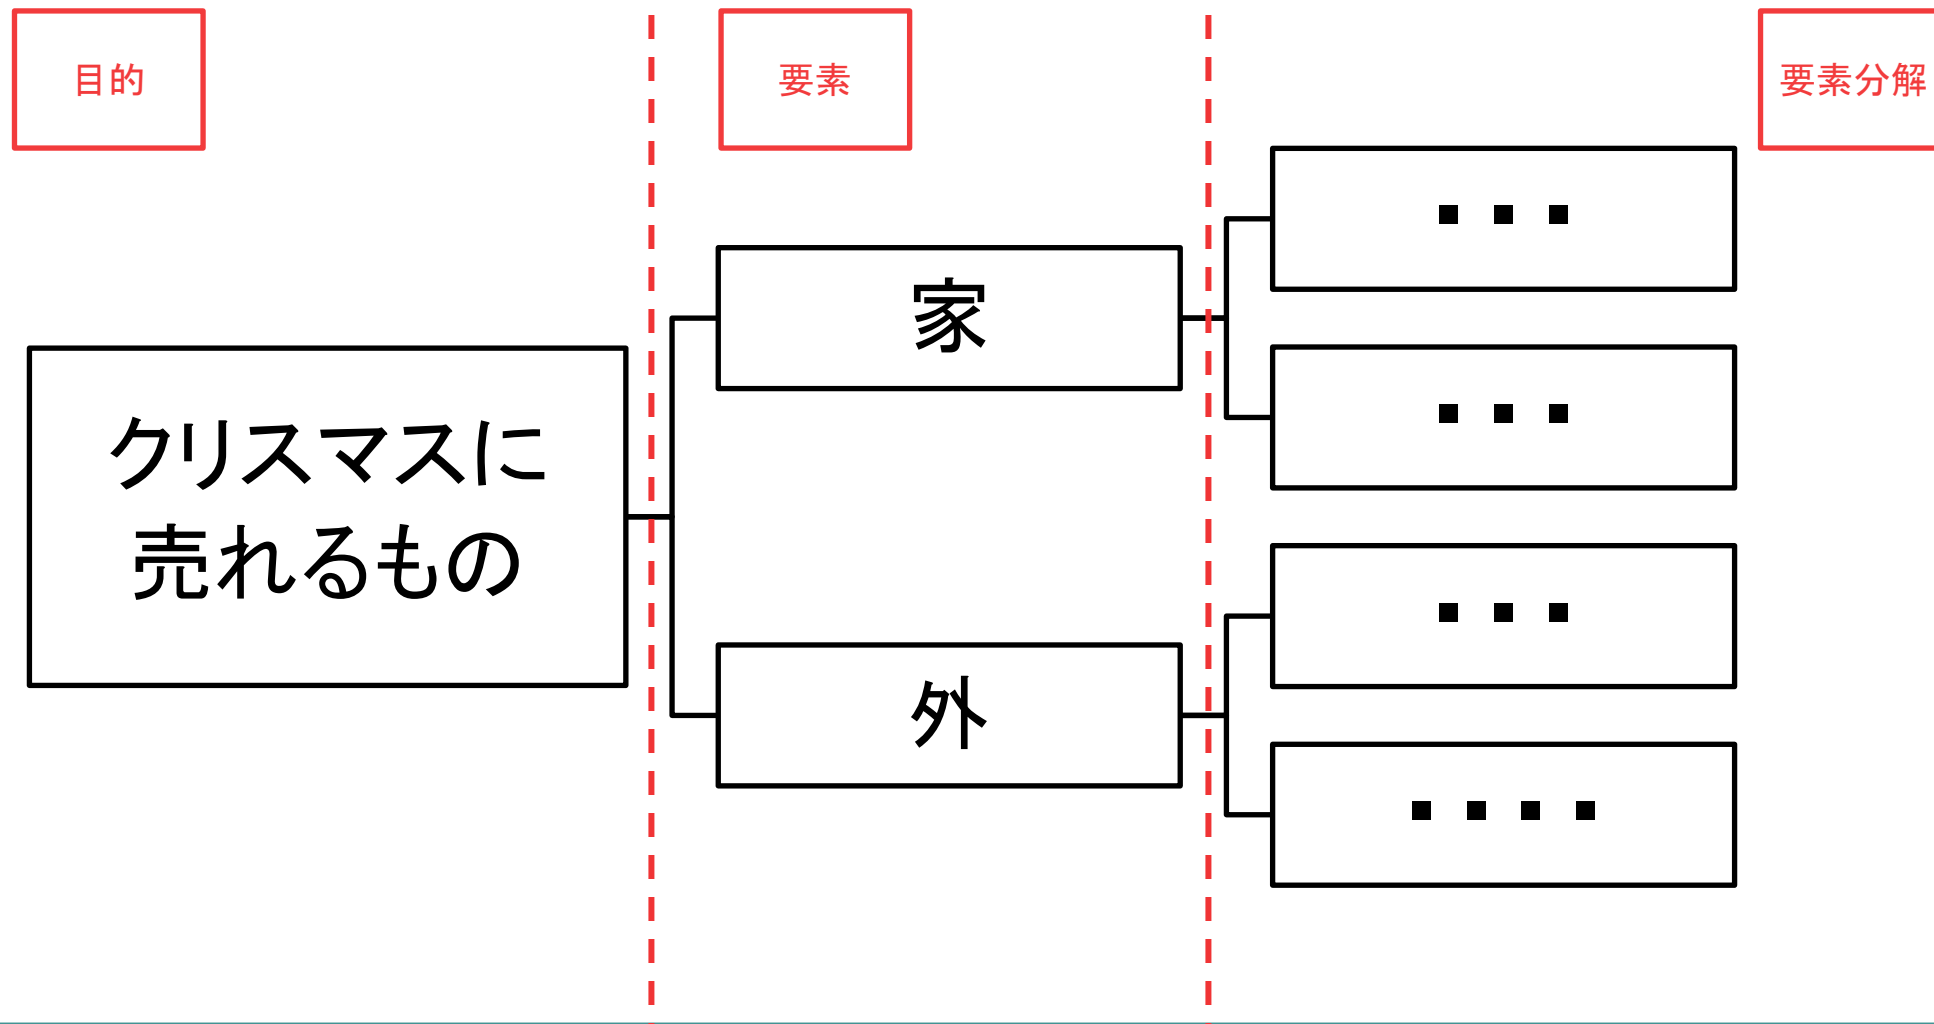 目的
要素
要素分解
クリスマスに
売れるもの
家
外
・・・
・・・
・・・
・・・・